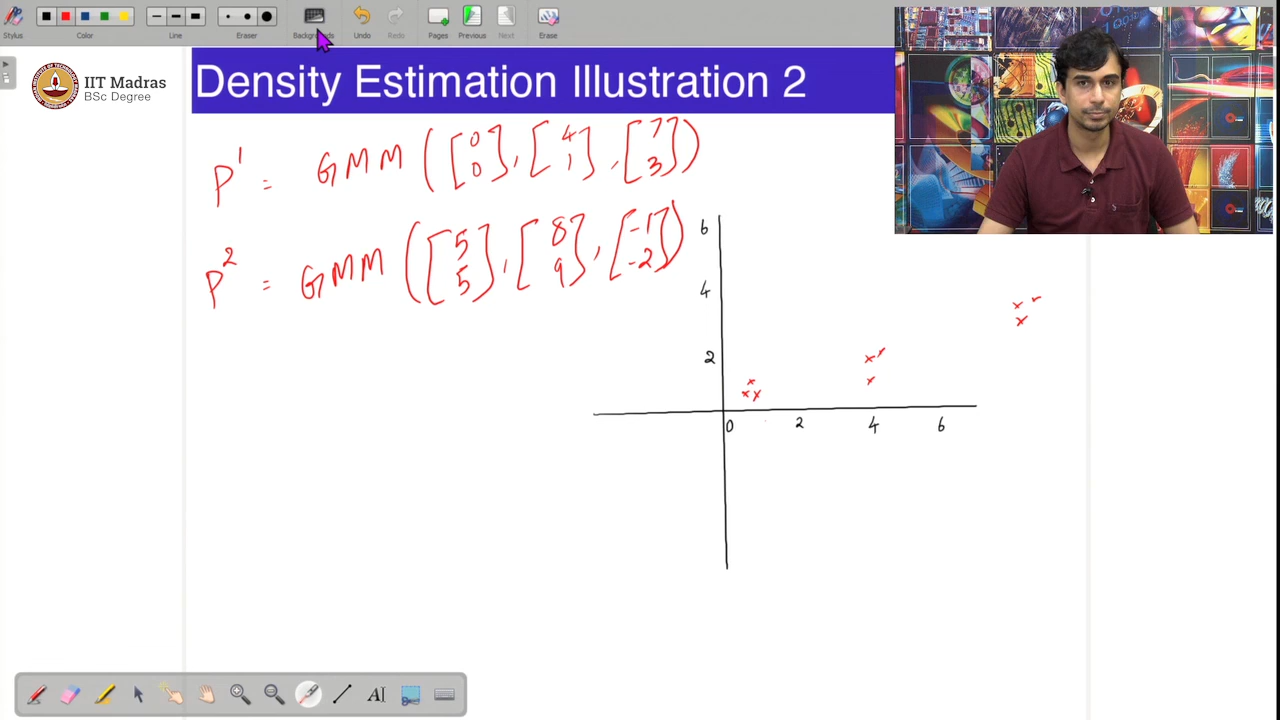 Stylus Color Line Eraser Backgrounds Undo Redo Pages Previous Next Erase
IIT Madras
BSc Degree
Density Estimation Illustration 2
P¹ = GMM ([0 0], [4 1], [7 3])
P² = GMM ([5 5], [8 9], [-1 -2])
6
4
2
0 2 4 6